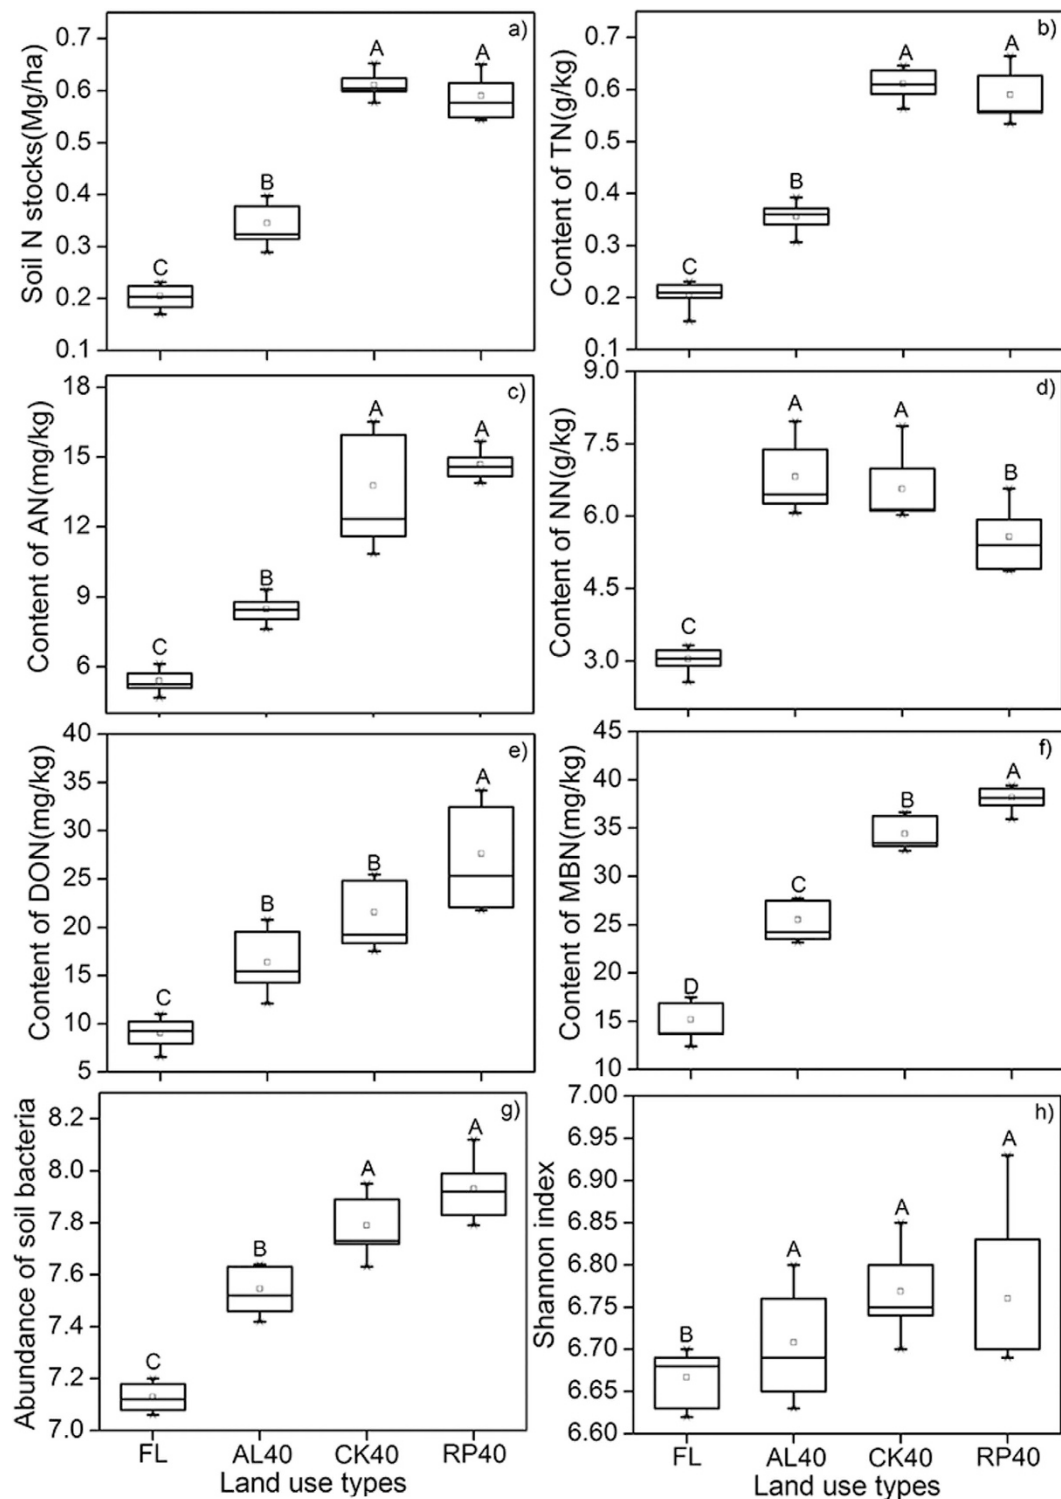 a)
Soil N stocks(Mg/ha)
0.7
0.6
0.5
0.4
0.3
0.2
0.1
C
B
A
A
b)
Content of TN(g/kg)
0.7
0.6
0.5
0.4
0.3
0.2
0.1
C
B
A
A
c)
Content of AN(mg/kg)
18
15
12
9
6
C
B
A
A
d)
Content of NN(g/kg)
9.0
7.5
6.0
4.5
3.0
C
A
A
B
e)
Content of DON(mg/kg)
40
35
30
25
20
15
10
5
C
B
B
A
f)
Content of MBN(mg/kg)
45
40
35
30
25
20
15
10
D
C
B
A
g)
Abundance of soil bacteria
8.2
8.0
7.8
7.6
7.4
7.2
7.0
C
B
A
A
FL AL40 CK40 RP40
Land use types
h)
Shannon index
7.00
6.95
6.90
6.85
6.80
6.75
6.70
6.65
6.60
B
A
A
A
FL AL40 CK40 RP40
Land use types